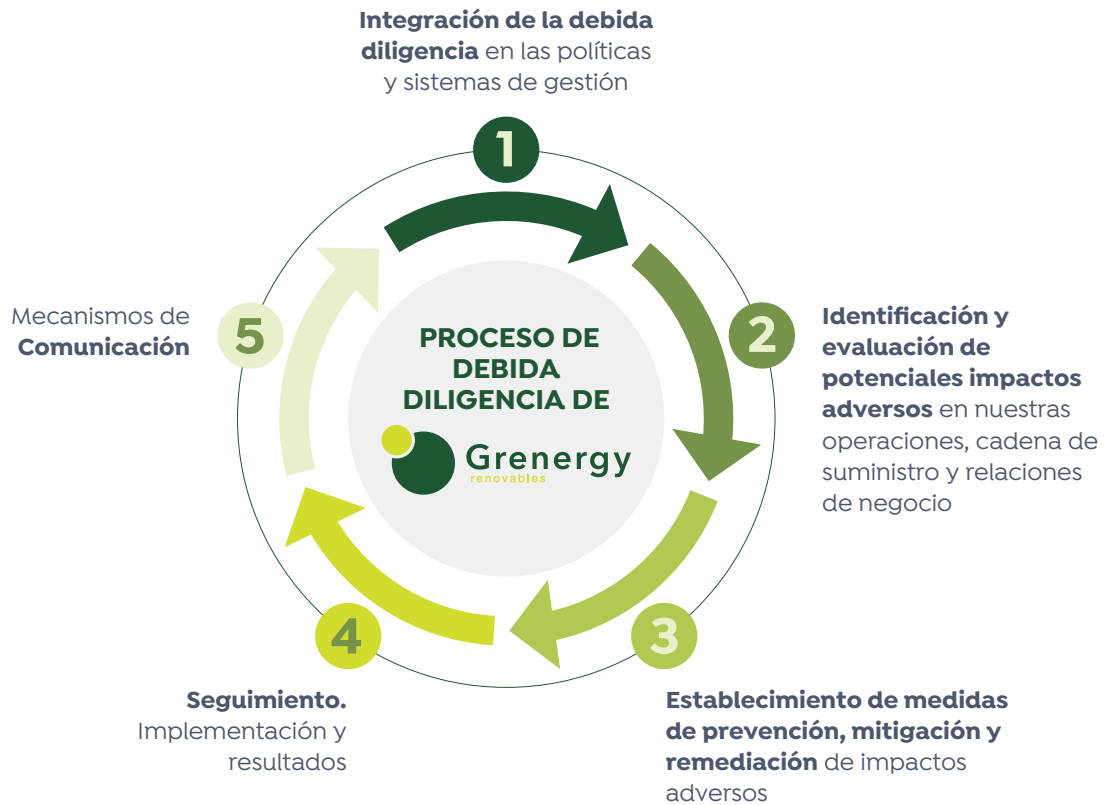 Integración de la debida
diligencia en las políticas
y sistemas de gestión
1
PROCESO DE
DEBIDA
DILIGENCIA DE
Grenergy
renovables
2
Identificación y
evaluación de
potenciales impactos
adversos en nuestras
operaciones, cadena de
suministro y relaciones
de negocio
3
Establecimiento de medidas
de prevención, mitigación y
remediación de impactos
adversos
4
Seguimiento.
Implementación y
resultados
5
Mecanismos de
Comunicación